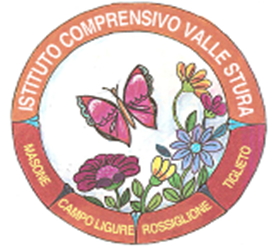 ISTITUTO COMPRENSIVO VALLE STURA
MASONE
CAMPO LIGURE
ROSSIGLIONE
TIGLIETO